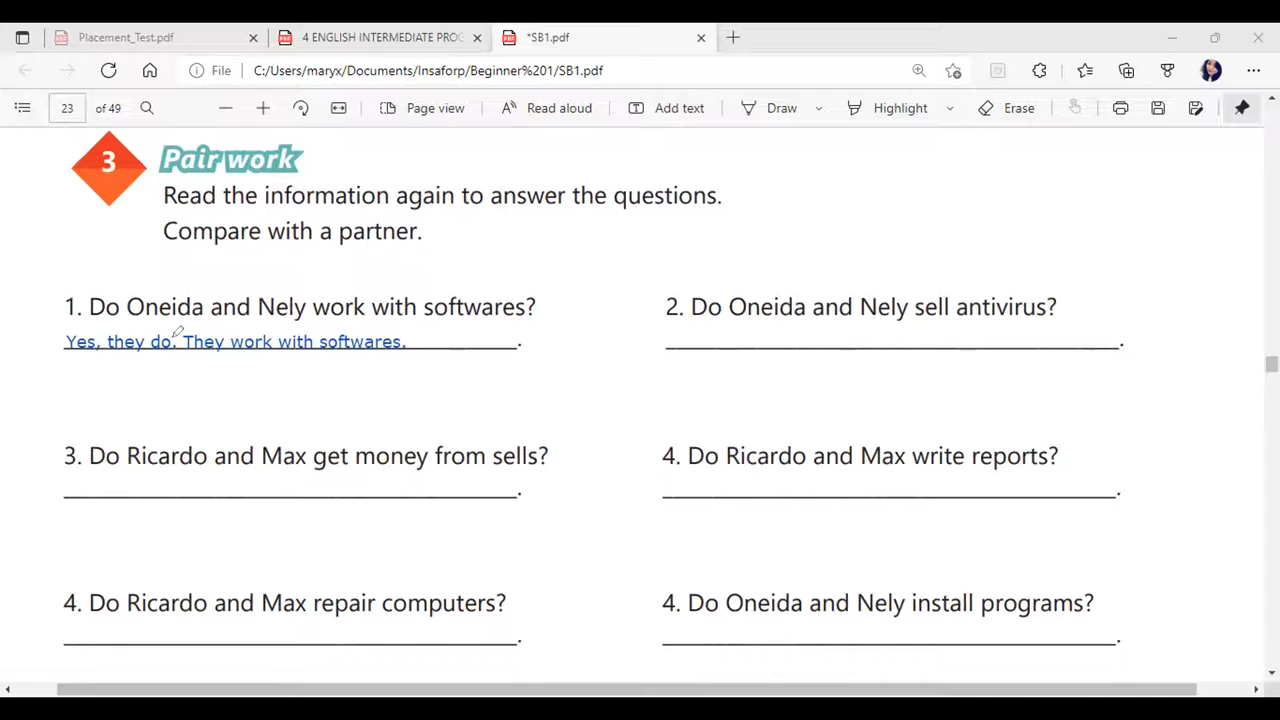 Placement_Test.pdf
4 ENGLISH INTERMEDIATE PROG
*SB1.pdf
File C:/Users/maryx/Documents/Insaforp/Beginner%201/SB1.pdf
23 of 49 Page view Read aloud Add text Draw Highlight Erase
3 Pair work
Read the information again to answer the questions.
Compare with a partner.
1. Do Oneida and Nely work with softwares?
Yes, they do. They work with softwares.
2. Do Oneida and Nely sell antivirus?
3. Do Ricardo and Max get money from sells?
4. Do Ricardo and Max write reports?
4. Do Ricardo and Max repair computers?
4. Do Oneida and Nely install programs?